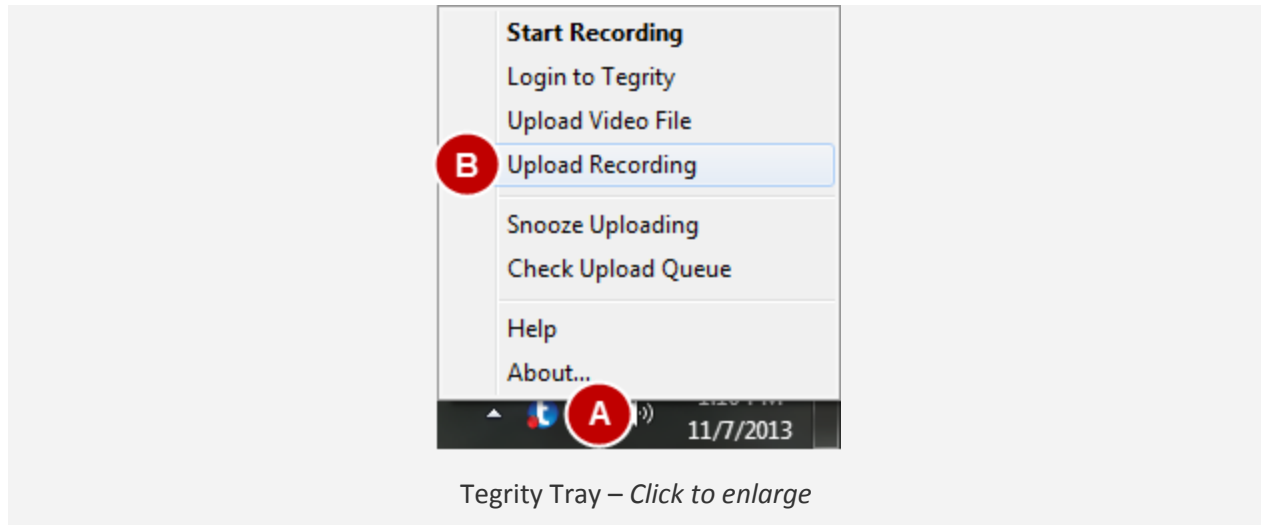 Start Recording
Login to Tegrity
Upload Video File
B
Upload Recording
Snooze Uploading
Check Upload Queue
Help
About...
t
A
11/7/2013
Tegrity Tray – Click to enlarge